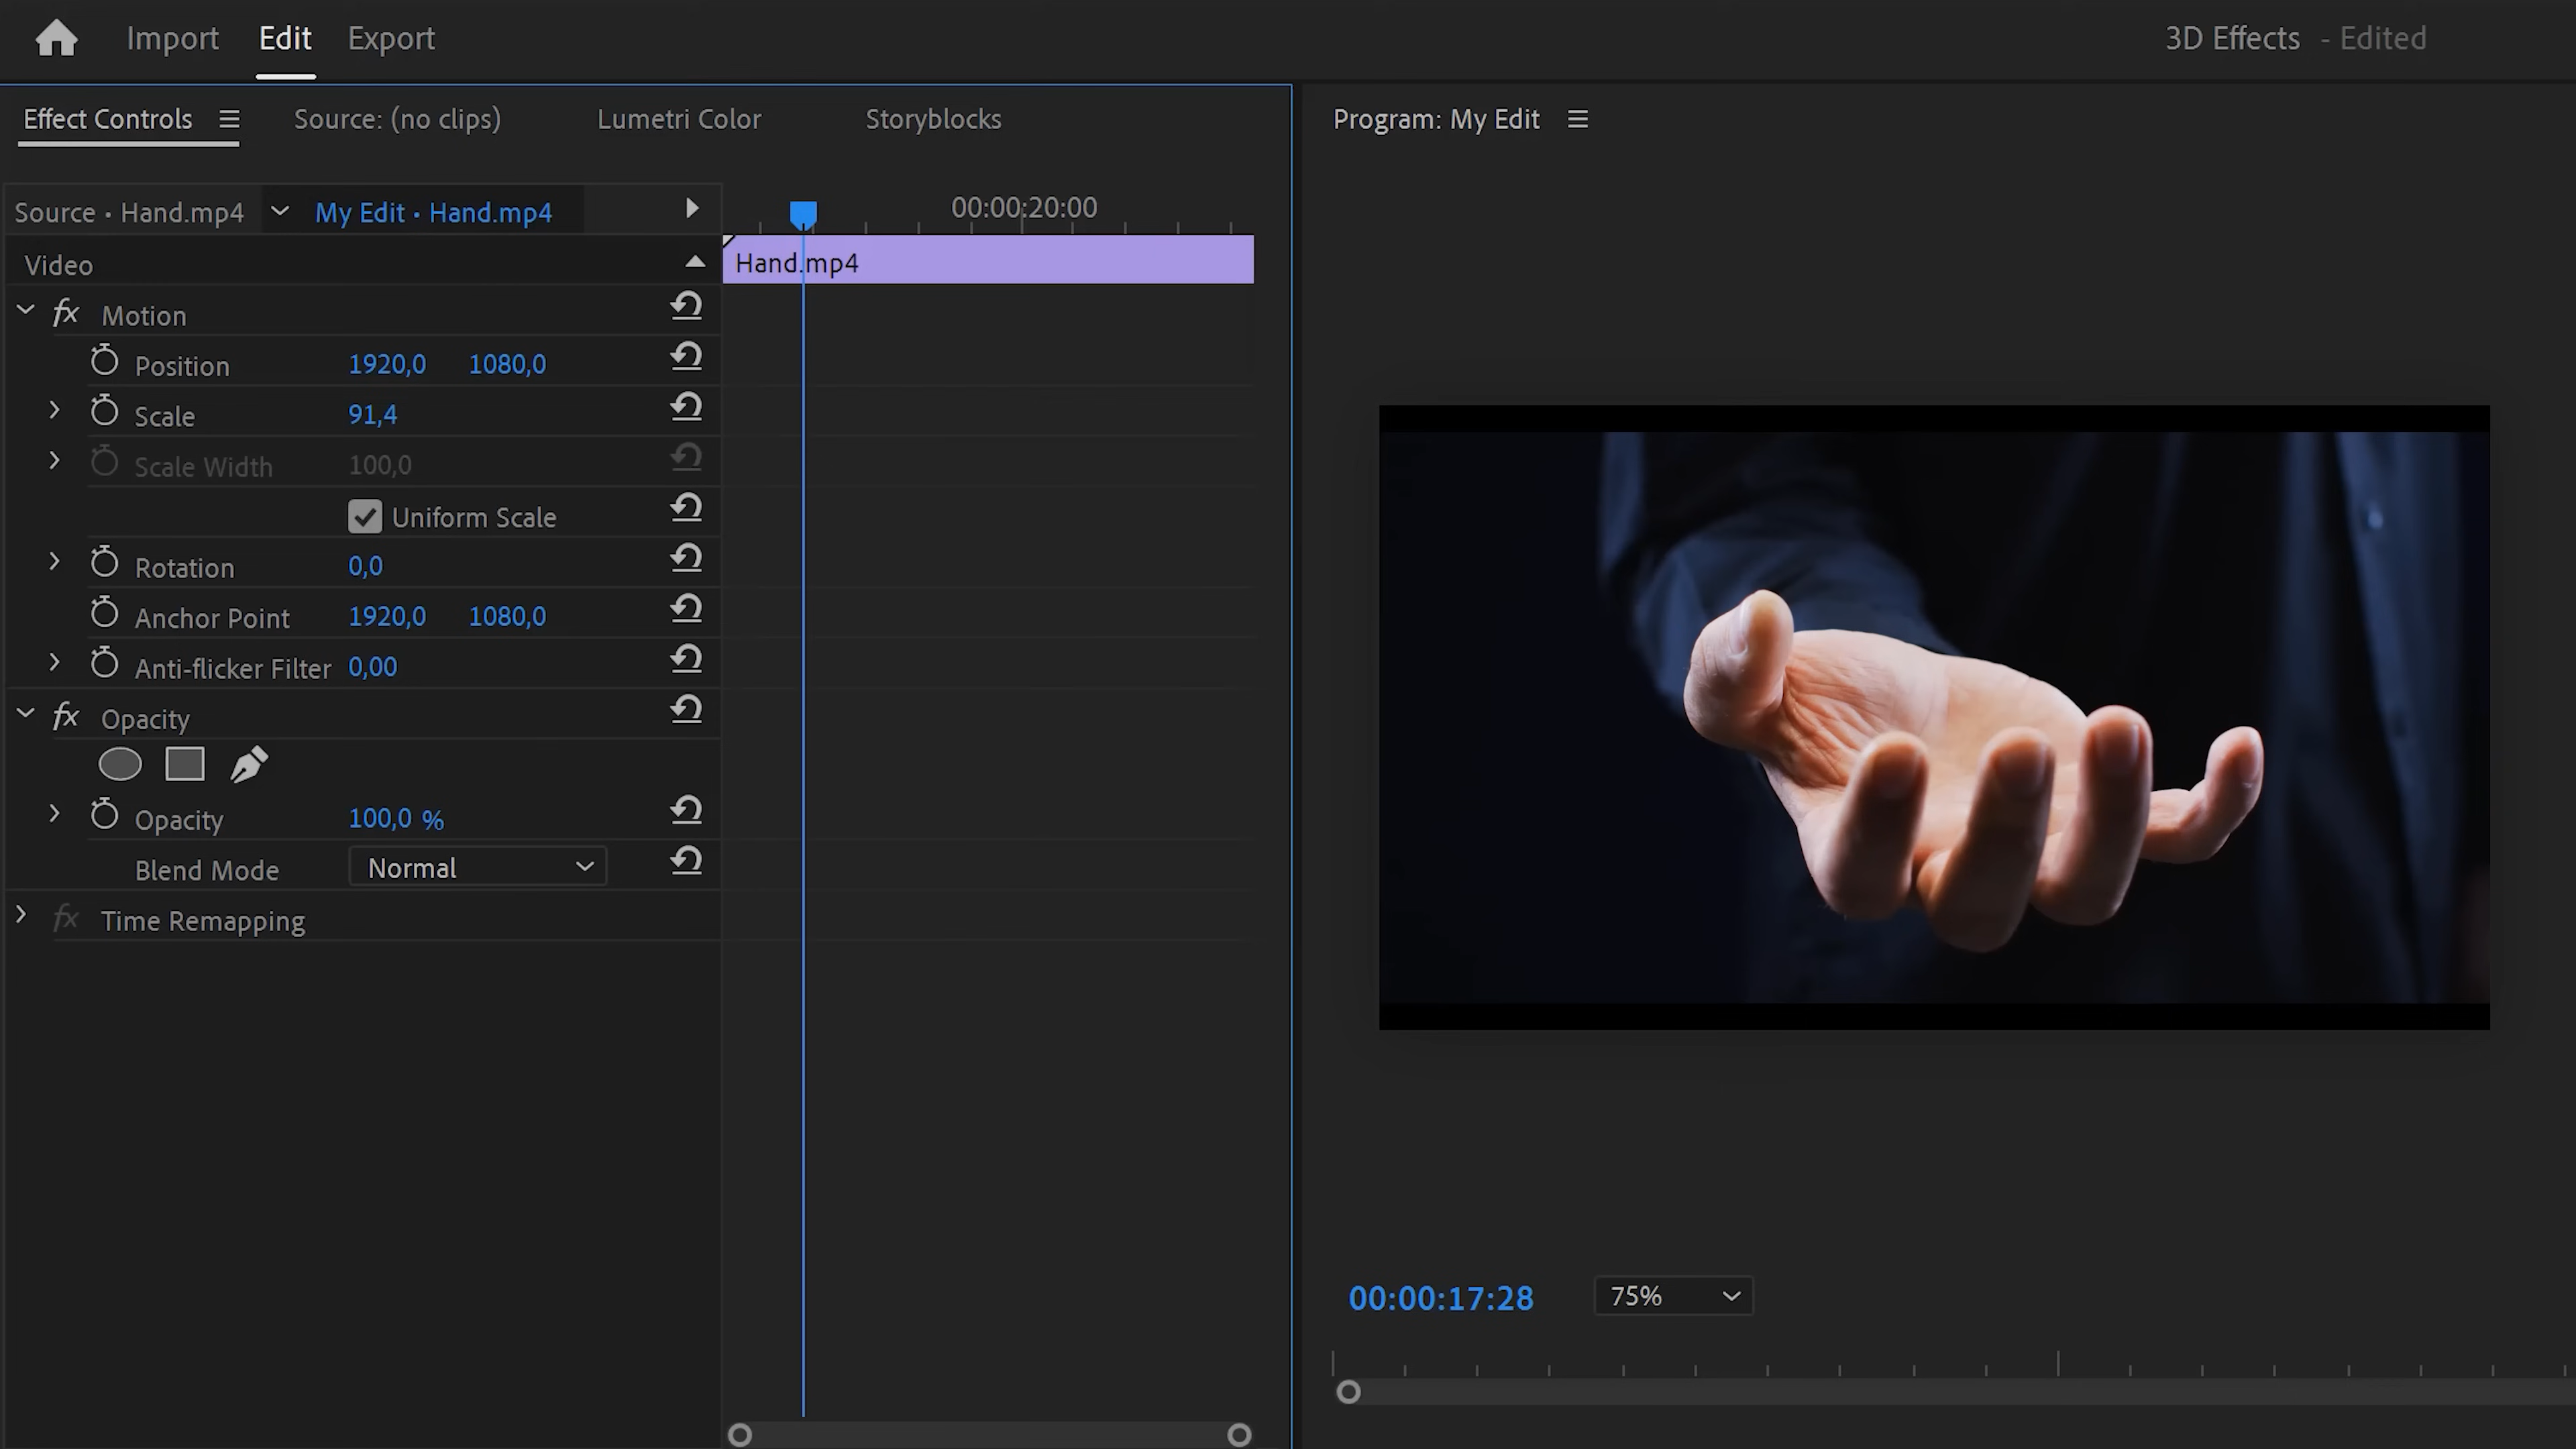 Import Edit Export
3D Effects - Edited
Effect Controls Source: (no clips) Lumetri Color Storyblocks
Program: My Edit
Source • Hand.mp4 My Edit • Hand.mp4
00:00:20:00
Video
Hand.mp4
fx Motion
Position 1920,0 1080,0
Scale 91,4
Scale Width 100,0
Uniform Scale
Rotation 0,0
Anchor Point 1920,0 1080,0
Anti-flicker Filter 0,00
fx Opacity
Opacity 100,0 %
Blend Mode Normal
fx Time Remapping
00:00:17:28 75%